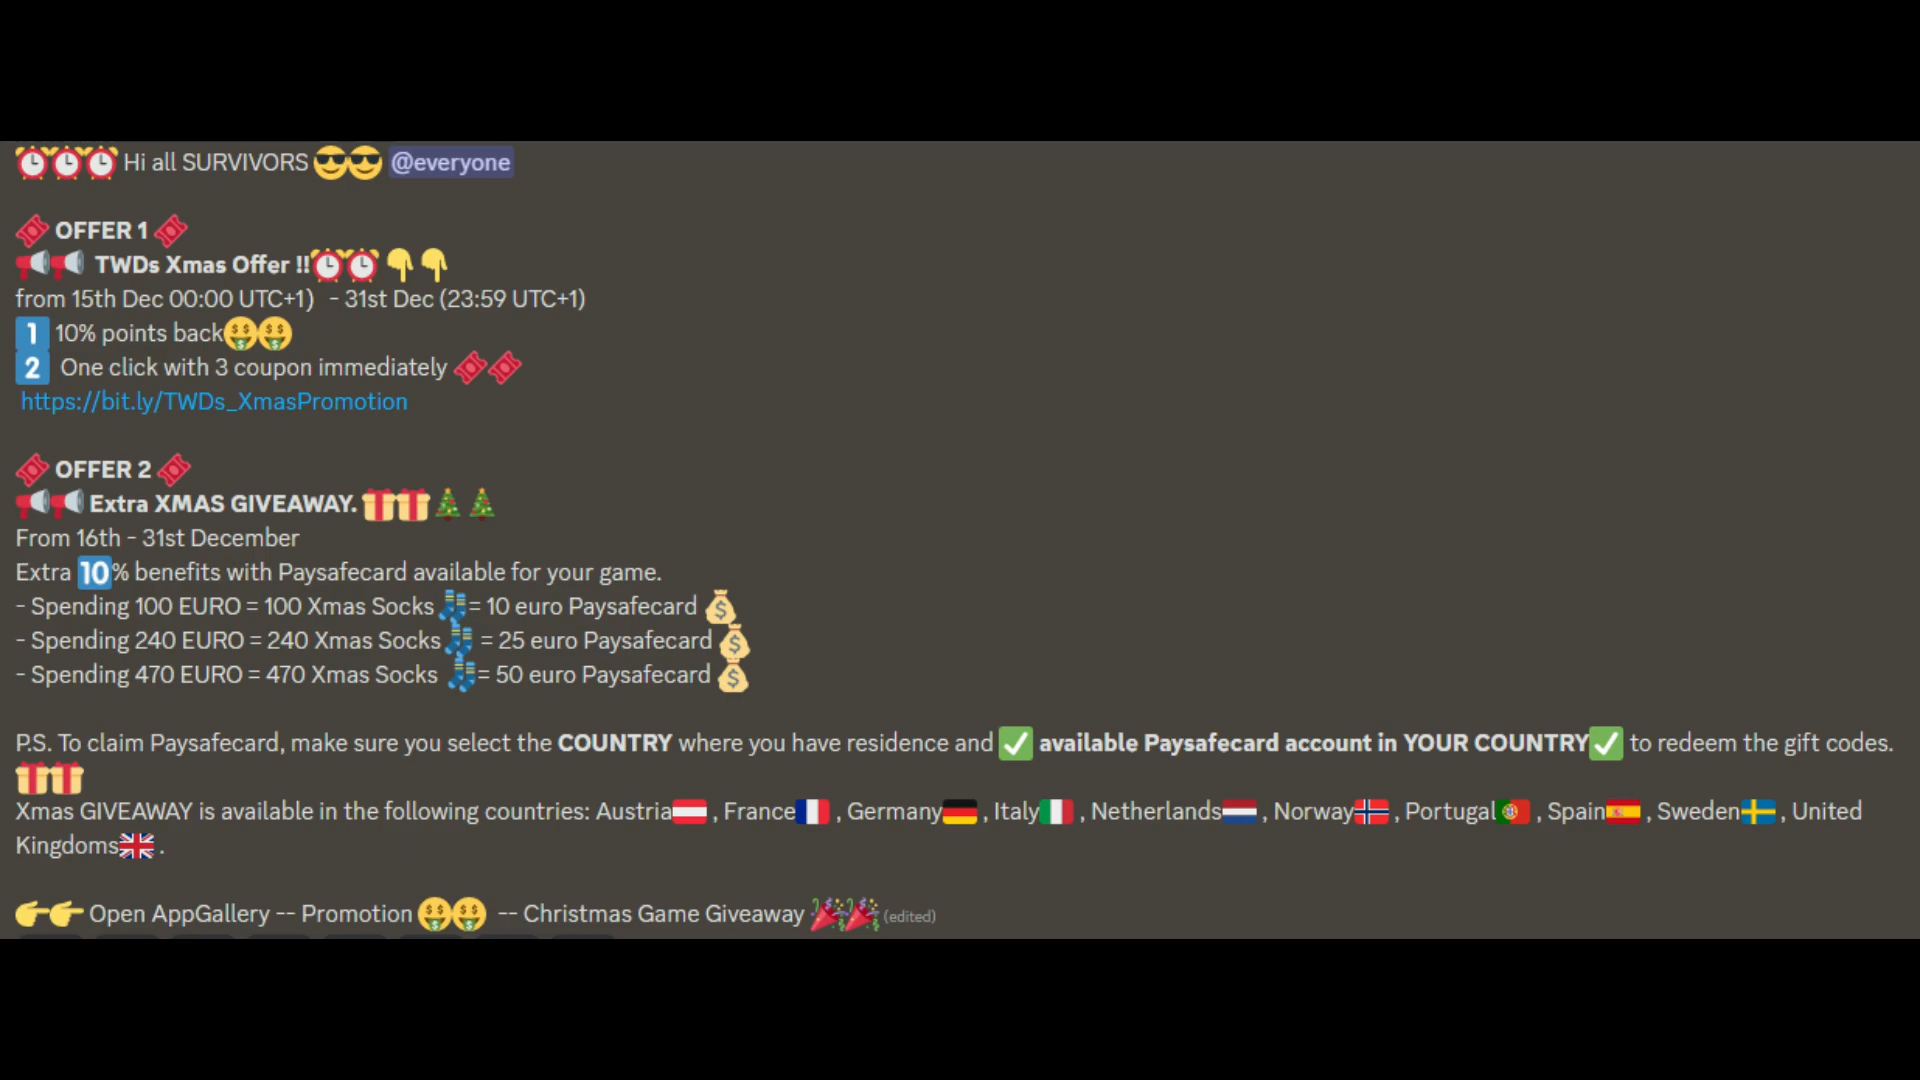 ⏰⏰⏰ Hi all SURVIVORS 😎😎 @everyone
🎟️ OFFER 1 🎟️
📢📢 TWDs Xmas Offer !!⏰⏰ 👇 👇
from 15th Dec 00:00 UTC+1) - 31st Dec (23:59 UTC+1)
1️⃣ 10% points back🤑🤑
2️⃣ One click with 3 coupon immediately 🎟️🎟️
https://bit.ly/TWDs_XmasPromotion
🎟️ OFFER 2 🎟️
📢📢 Extra XMAS GIVEAWAY. 🎁🎁🎄 🎄
From 16th - 31st December
Extra 🔟% benefits with Paysafecard available for your game.
- Spending 100 EURO = 100 Xmas Socks 🧦= 10 euro Paysafecard 💰
- Spending 240 EURO = 240 Xmas Socks🧦 = 25 euro Paysafecard 💰
- Spending 470 EURO = 470 Xmas Socks 🧦= 50 euro Paysafecard 💰
P.S. To claim Paysafecard, make sure you select the COUNTRY where you have residence and ✅ available Paysafecard account in YOUR COUNTRY✅ to redeem the gift codes.
🎁🎁
Xmas GIVEAWAY is available in the following countries: Austria🇦🇹 , France🇫🇷 , Germany🇩🇪 , Italy🇮🇹 , Netherlands🇳🇱 , Norway🇳🇴 , Portugal🇵🇹 , Spain🇪🇸 , Sweden🇸🇪 , United
Kingdoms🇬🇧 .
👉👉 Open AppGallery -- Promotion 🤑🤑 -- Christmas Game Giveaway 🎉🎉 (edited)